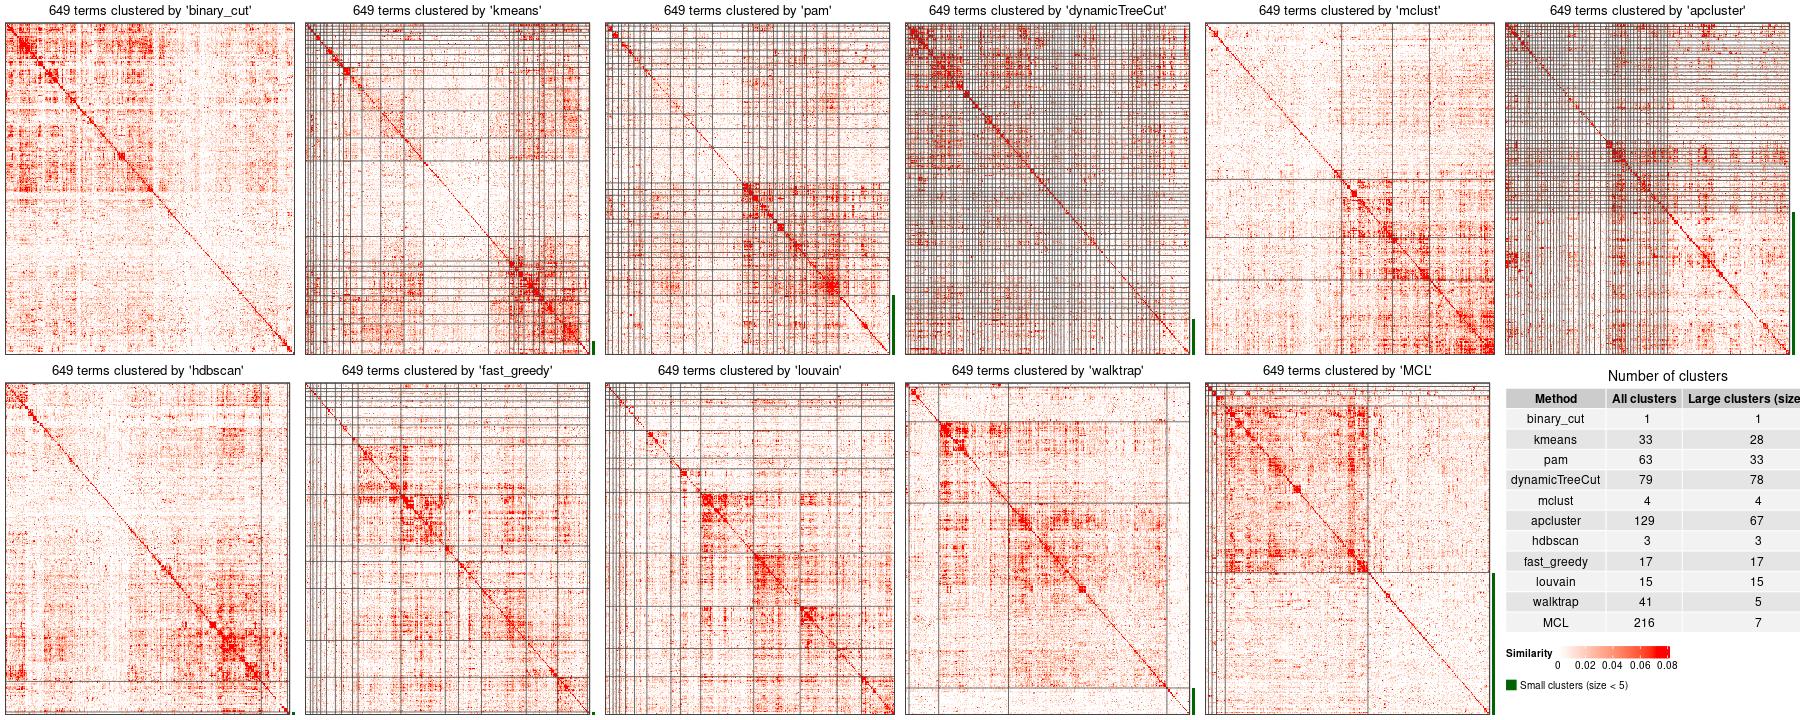 649 terms clustered by 'binary_cut'
649 terms clustered by 'kmeans'
649 terms clustered by 'pam'
649 terms clustered by 'dynamicTreeCut'
649 terms clustered by 'mclust'
649 terms clustered by 'apcluster'
649 terms clustered by 'hdbscan'
649 terms clustered by 'fast_greedy'
649 terms clustered by 'louvain'
649 terms clustered by 'walktrap'
649 terms clustered by 'MCL'
Number of clusters
Method All clusters Large clusters (size
binary_cut 1 1
kmeans 33 28
pam 63 33
dynamicTreeCut 79 78
mclust 4 4
apcluster 129 67
hdbscan 3 3
fast_greedy 17 17
louvain 15 15
walktrap 41 5
MCL 216 7
Similarity
0 0.02 0.04 0.06 0.08
Small clusters (size < 5)